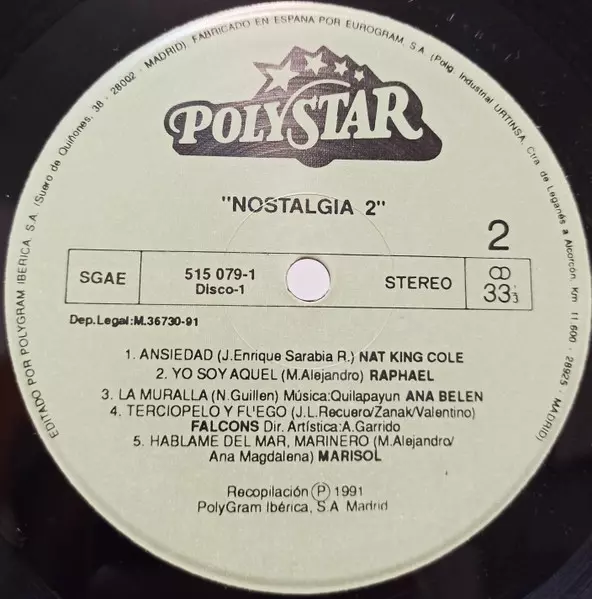 EDITADO POR POLYGRAM IBERICA, S.A. (Suero de Quiñones, 38 - 28002 - MADRID) FABRICADO EN ESPAÑA POR EUROGRAM, S.A. (Polig. Industrial URTINSA, Ctra. de Leganés a Alcorcón, Km 11.600 - 28925 - MADRID)
POLYSTAR
"NOSTALGIA 2"
2
SGAE
515 079-1
Disco-1
STEREO
33 1/3
Dep.Legal:M.36730-91
1. ANSIEDAD (J.Enrique Sarabia R.) NAT KING COLE
2. YO SOY AQUEL (M.Alejandro) RAPHAEL
3. LA MURALLA (N.Guillen) Música:Quilapayun ANA BELEN
4. TERCIOPELO Y FUEGO (J.L.Recuero/Zanak/Valentino)
FALCONS Dir. Artística:A.Garrido
5. HABLAME DEL MAR, MARINERO (M.Alejandro/
Ana Magdalena) MARISOL
Recopilación Ⓟ 1991
PolyGram Ibérica, S.A Madrid